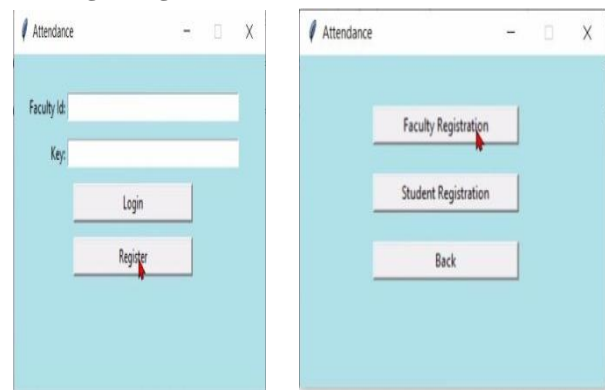 Attendance
Faculty Id:
Key:
Login
Register
Attendance
Faculty Registration
Student Registration
Back